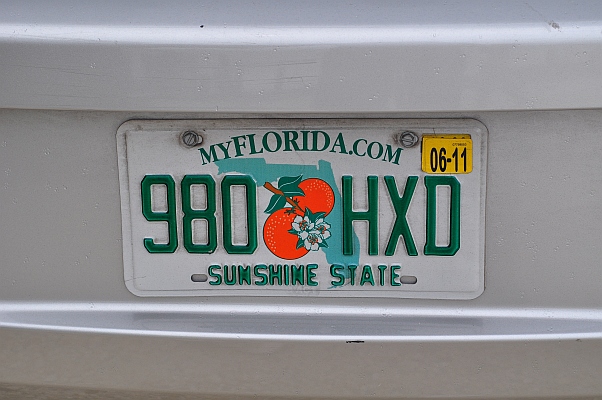 MYFLORIDA.COM
06-11
980 HXD
SUNSHINE STATE